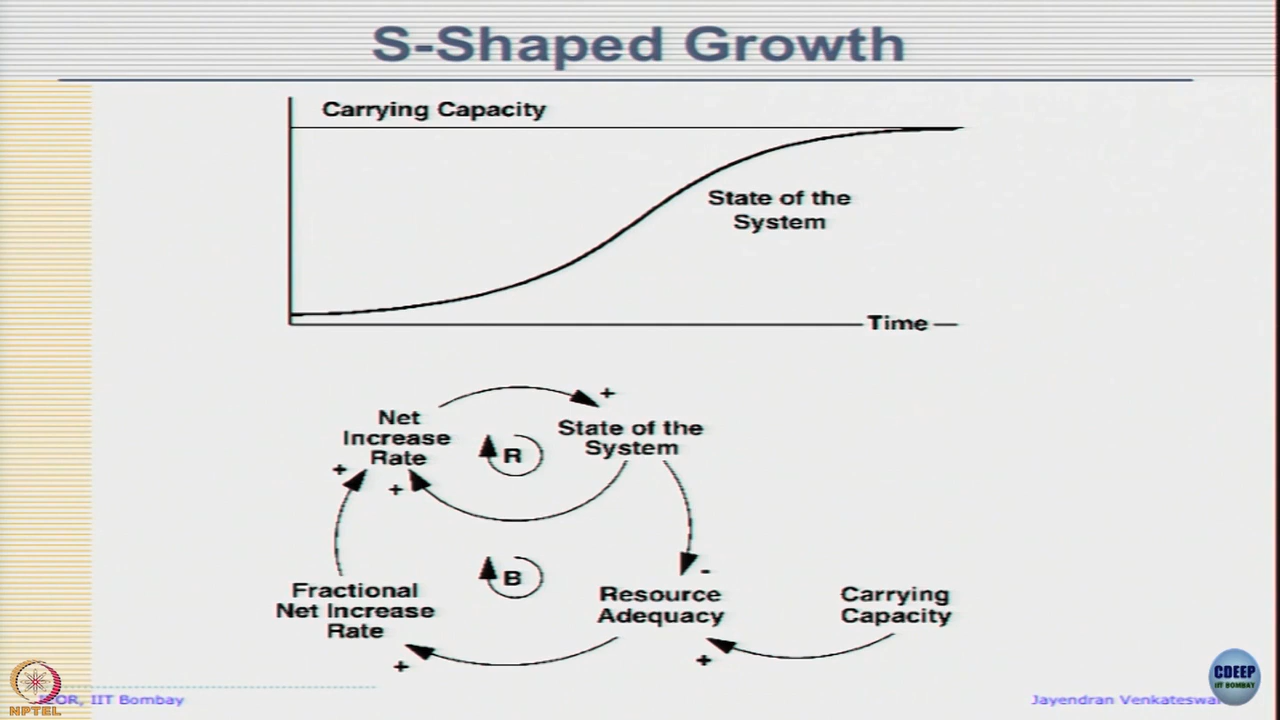 S-Shaped Growth
Carrying Capacity
State of the
System
Time
+
Net
Increase
Rate
State of the
System
R
+
+
B
-
Fractional
Net Increase
Rate
Resource
Adequacy
Carrying
Capacity
+
+
CDEEP
IIT BOMBAY
IEOR, IIT Bombay
Jayendran
NPTEL